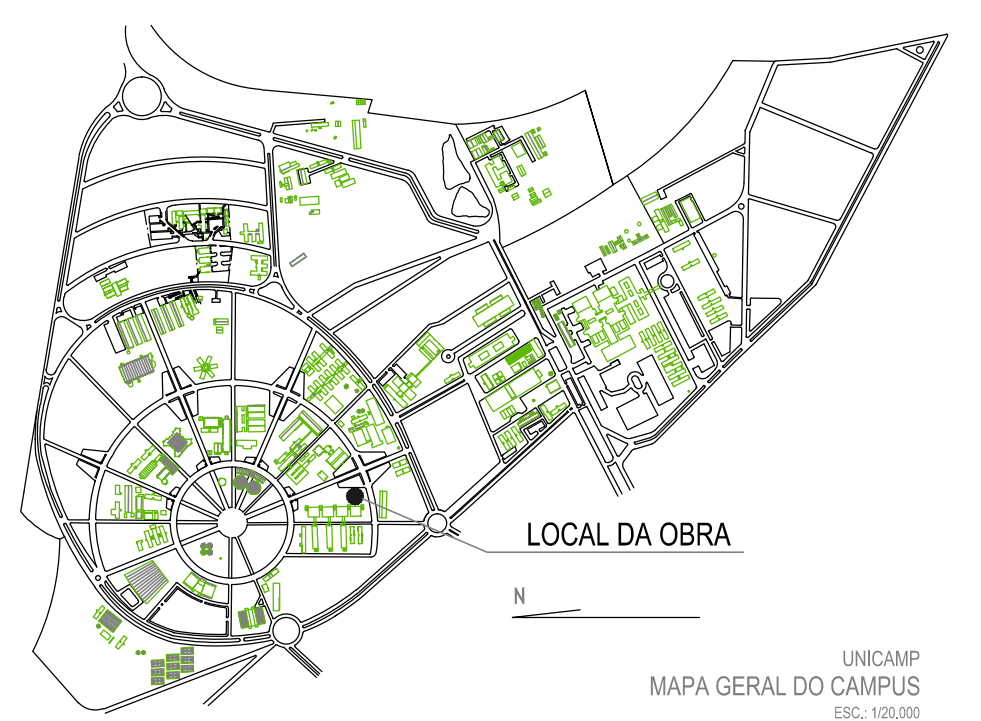 LOCAL DA OBRA
N
UNICAMP
MAPA GERAL DO CAMPUS
ESC.: 1/20.000